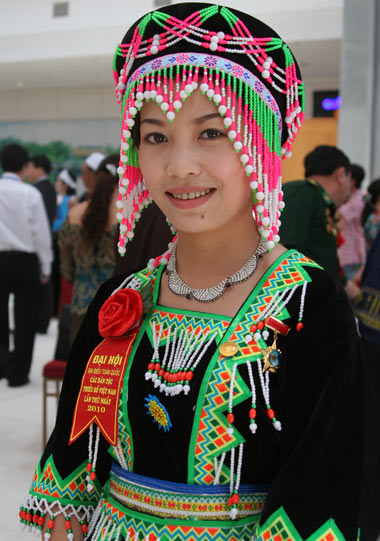 ĐẠI HỘI
ĐẠI BIỂU TOÀN QUỐC
CÁC DÂN TỘC
THIỂU SỐ VIỆT NAM
LẦN THỨ NHẤT
2010